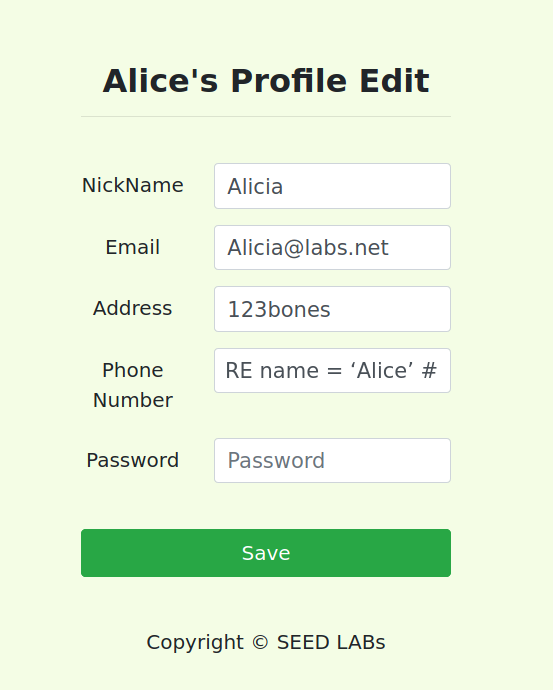 Alice's Profile Edit
NickName Alicia
Email Alicia@labs.net
Address 123bones
Phone Number RE name = ‘Alice’ #
Password Password
Save
Copyright © SEED LABs